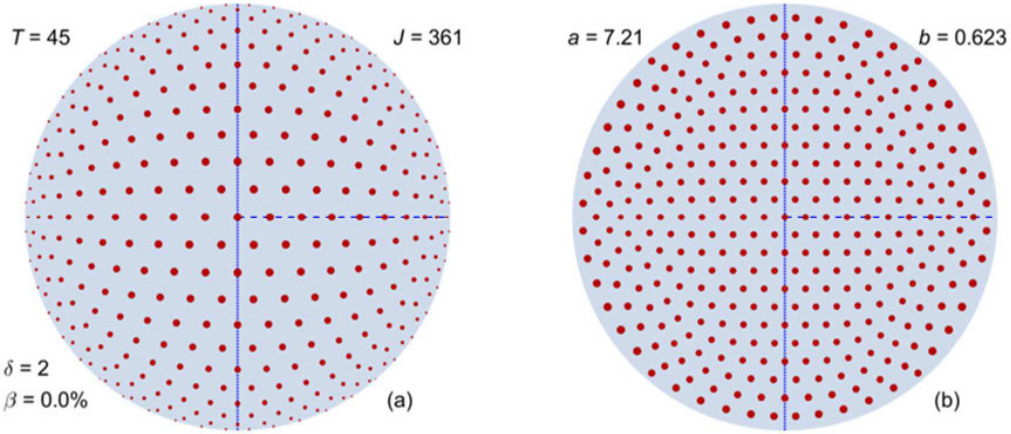 T = 45
J = 361
a = 7.21
b = 0.623
δ = 2
β = 0.0%
(a)
(b)